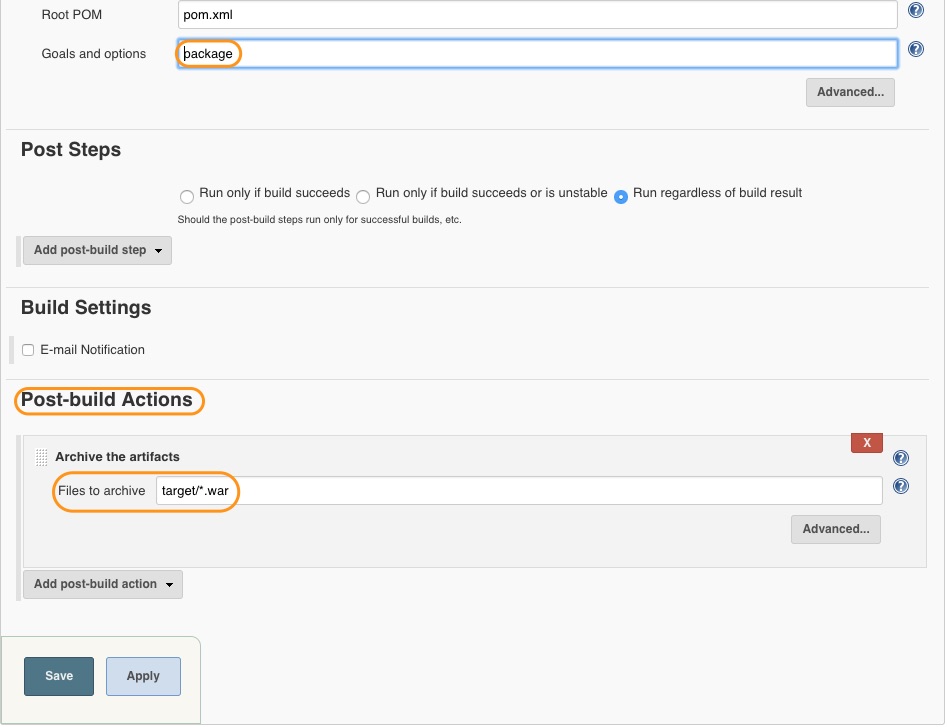 Root POM pom.xml ?
Goals and options package ?
Advanced...
Post Steps
Run only if build succeeds Run only if build succeeds or is unstable Run regardless of build result
Should the post-build steps run only for successful builds, etc.
Add post-build step
Build Settings
E-mail Notification
Post-build Actions
X
Archive the artifacts ?
Files to archive target/*.war ?
Advanced...
Add post-build action
Save Apply